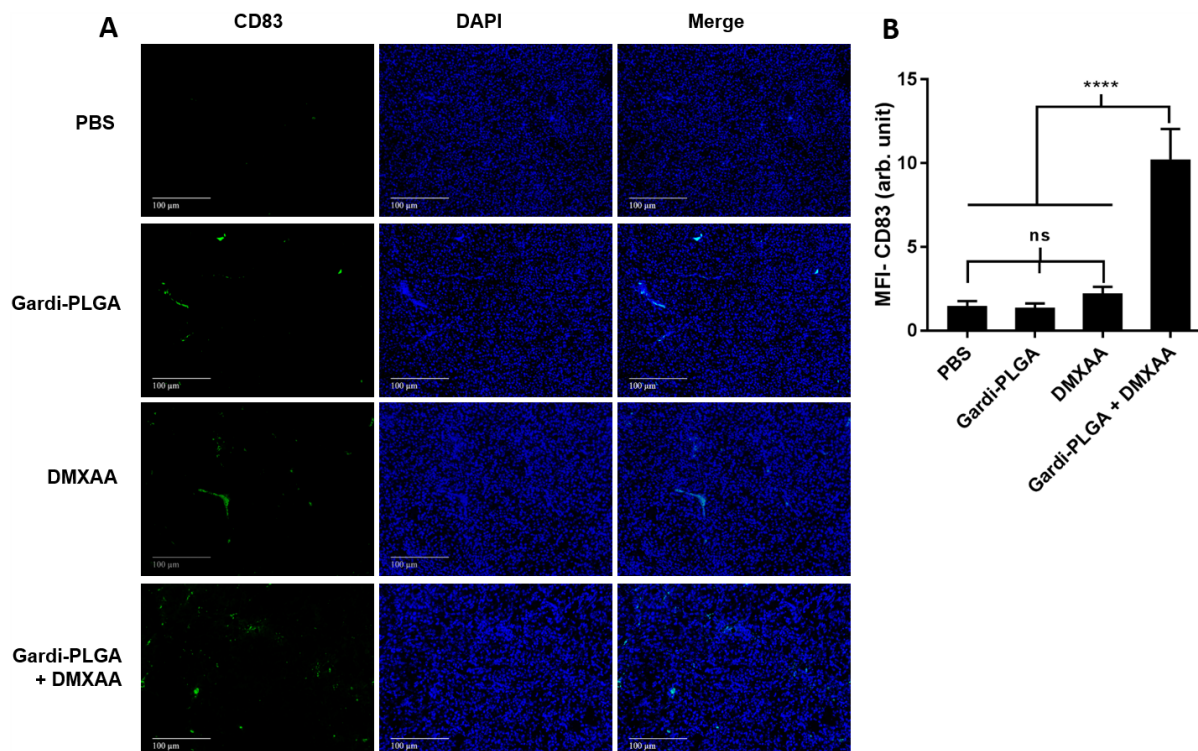 A
CD83
DAPI
Merge
PBS
100 µm
100 µm
100 µm
Gardi-PLGA
100 µm
100 µm
100 µm
DMXAA
100 µm
100 µm
100 µm
Gardi-PLGA
+ DMXAA
100 µm
100 µm
100 µm
B
MFI- CD83 (arb. unit)
15
10
5
0
****
ns
PBS
Gardi-PLGA
DMXAA
Gardi-PLGA + DMXAA